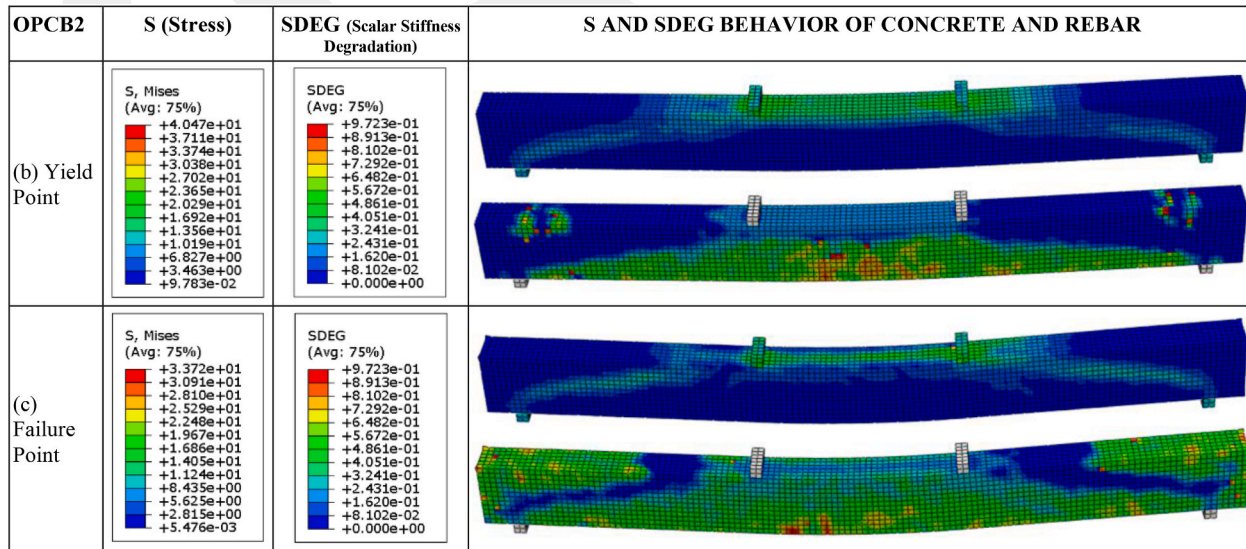 OPCB2
S (Stress)
SDEG (Scalar Stiffness
Degradation)
S AND SDEG BEHAVIOR OF CONCRETE AND REBAR
(b) Yield
Point
S, Mises
(Avg: 75%)
+4.047e+01
+3.711e+01
+3.374e+01
+3.038e+01
+2.702e+01
+2.365e+01
+2.029e+01
+1.692e+01
+1.356e+01
+1.019e+01
+6.827e+00
+3.463e+00
+9.783e-02
SDEG
(Avg: 75%)
+9.723e-01
+8.913e-01
+8.102e-01
+7.292e-01
+6.482e-01
+5.672e-01
+4.861e-01
+4.051e-01
+3.241e-01
+2.431e-01
+1.620e-01
+8.102e-02
+0.000e+00
(c)
Failure
Point
S, Mises
(Avg: 75%)
+3.372e+01
+3.091e+01
+2.810e+01
+2.529e+01
+2.248e+01
+1.967e+01
+1.686e+01
+1.405e+01
+1.124e+01
+8.435e+00
+5.625e+00
+2.815e+00
+5.476e-03
SDEG
(Avg: 75%)
+9.723e-01
+8.913e-01
+8.102e-01
+7.292e-01
+6.482e-01
+5.672e-01
+4.861e-01
+4.051e-01
+3.241e-01
+2.431e-01
+1.620e-01
+8.102e-02
+0.000e+00